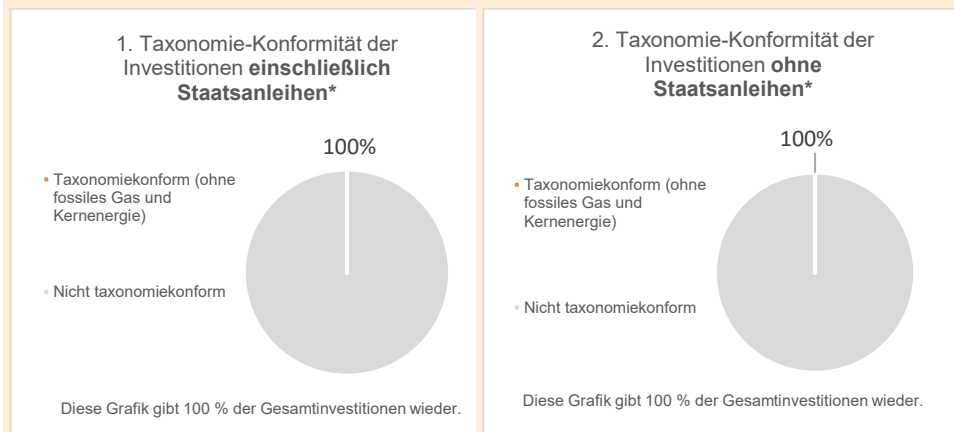 1. Taxonomie-Konformität der
Investitionen einschließlich
Staatsanleihen*
100%
Taxonomiekonform (ohne
fossiles Gas und
Kernenergie)
Nicht taxonomiekonform
Diese Grafik gibt 100 % der Gesamtinvestitionen wieder.
2. Taxonomie-Konformität der
Investitionen ohne
Staatsanleihen*
100%
Taxonomiekonform (ohne
fossiles Gas und
Kernenergie)
Nicht taxonomiekonform
Diese Grafik gibt 100 % der Gesamtinvestitionen wieder.